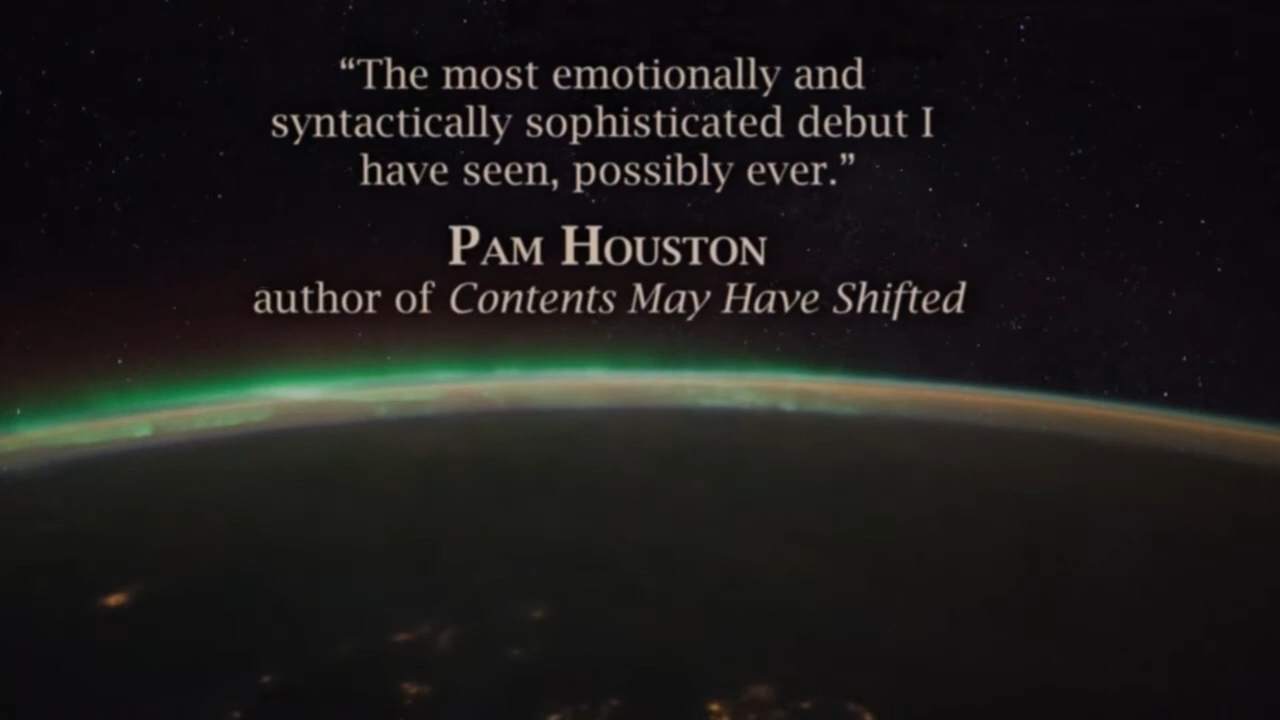 “The most emotionally and
syntactically sophisticated debut I
have seen, possibly ever.”
PAM HOUSTON
author of Contents May Have Shifted